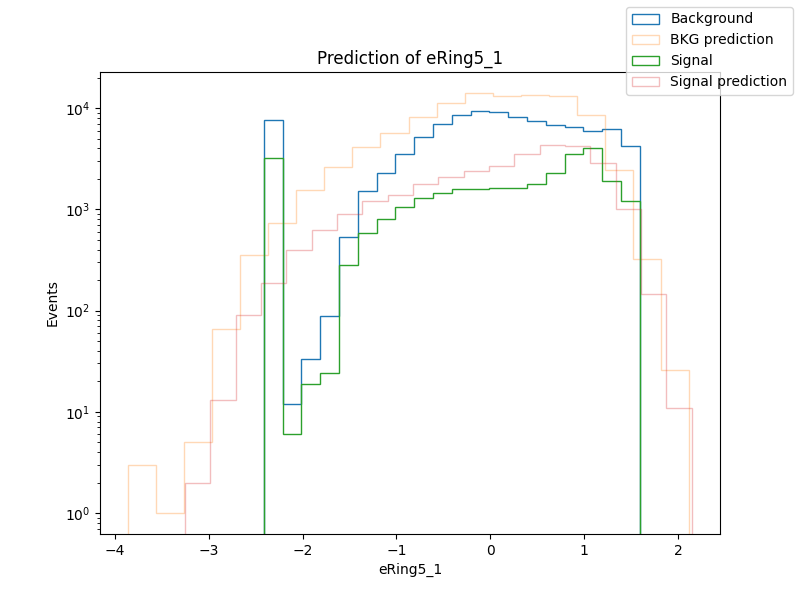 Prediction of eRing5_1
Background
BKG prediction
Signal
Signal prediction
Events
10⁴
10³
10²
10¹
10⁰
−4 −3 −2 −1 0 1 2
eRing5_1